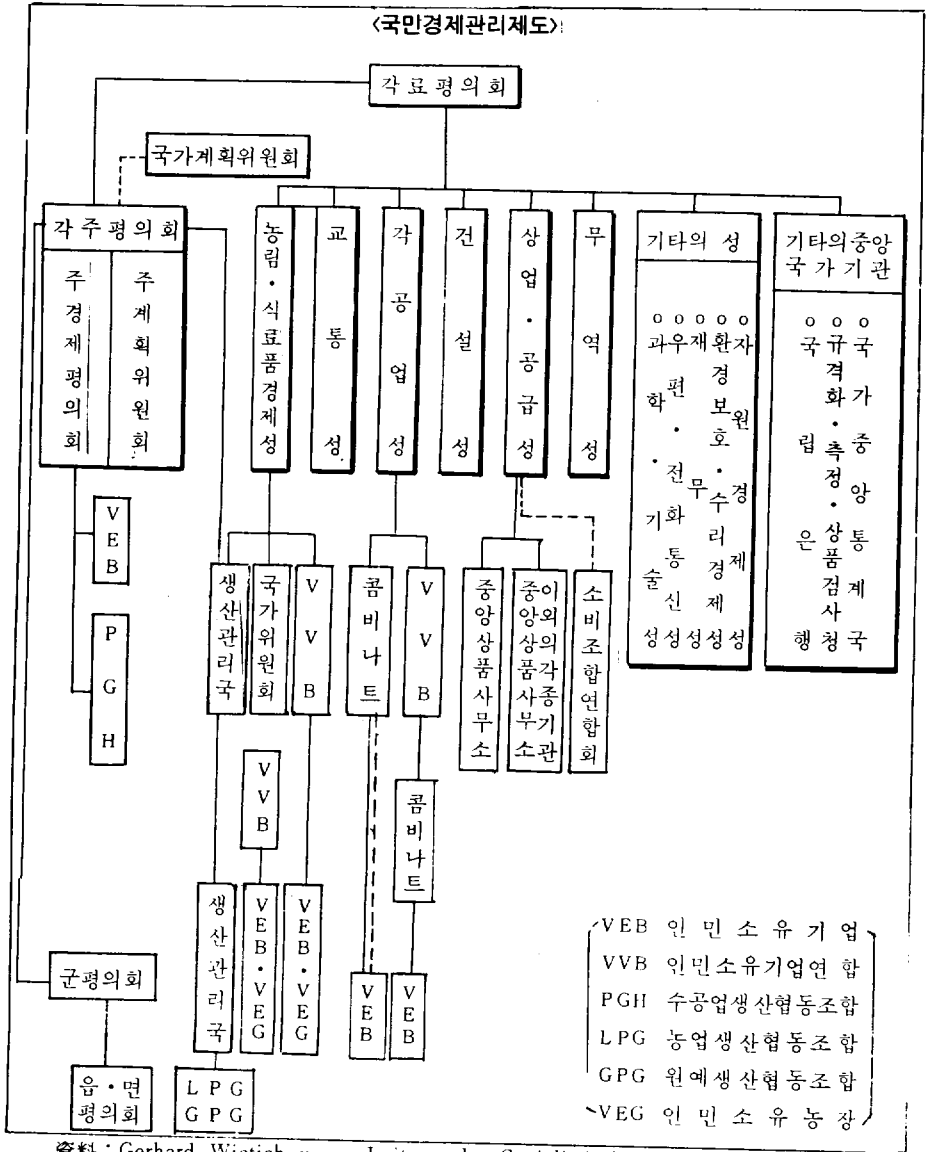 〈국만경제관리제도〉
각료평의회
국가계획위원회
각주평의회
주경제평의회
주계획위원회
농림·식료품경제성
교통성
각공업성
건설성
상업·공급성
무역성
기타의 성
o 과학·기술성
o 우편·전화통신성
o 재무성
o 환경보호·수리경제성
o 자원경제성
기타의중앙
국가기관
o 국립은행
o 규격화·측정·상품검사청
o 국가중앙통계국
VEB
PGH
생산관리국
국가위원회
VVB
콤비나트
VVB
중앙상품사무소
이외의각종기관
중앙상품사무소
소비조합연합회
VVB
콤비나트
생산관리국
VEB·VEG
VEB·VEG
VEB
VEB
군평의회
읍·면
평의회
LPG
GPG
VEB 인민소유기업
VVB 인민소유기업연합
PGH 수공업생산협동조합
LPG 농업생산협동조합
GPG 원예생산협동조합
VEG 인민소유농장
資料 : Gerhard